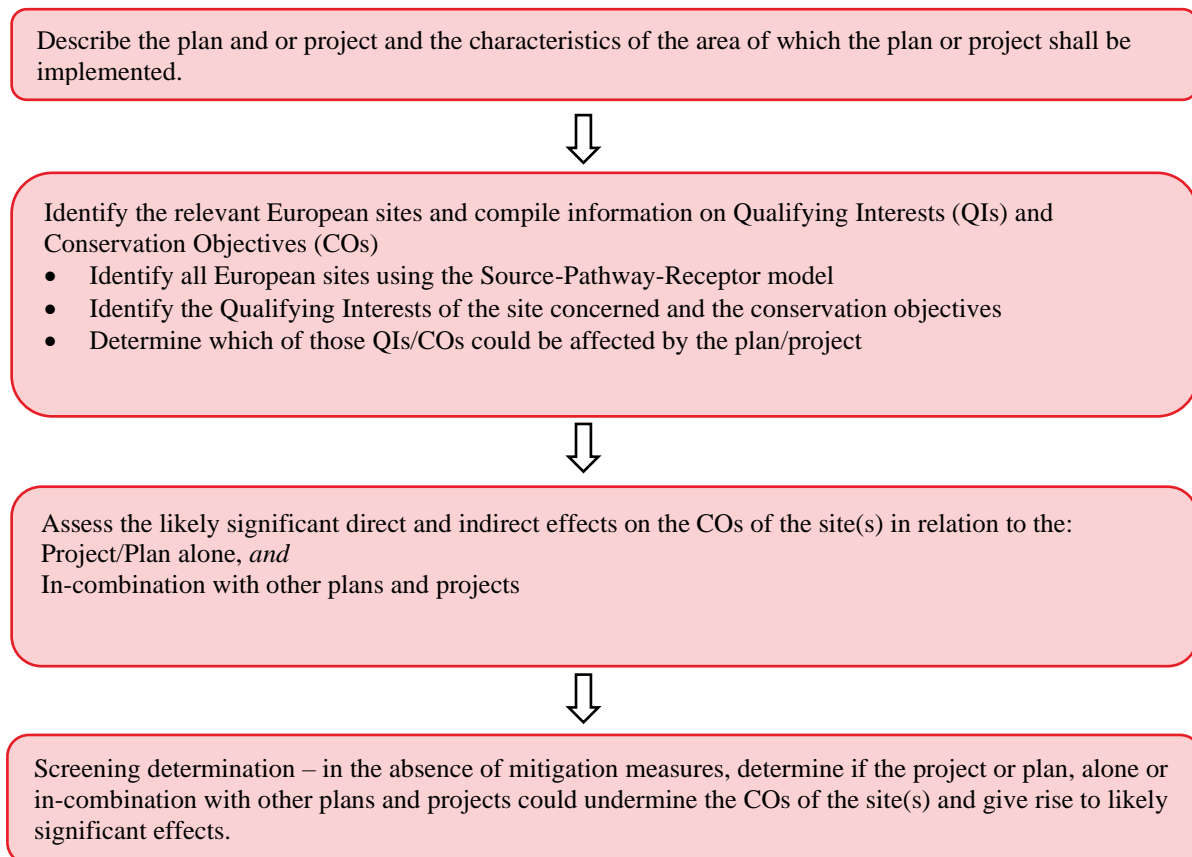 Describe the plan and or project and the characteristics of the area of which the plan or project shall be
implemented.
Identify the relevant European sites and compile information on Qualifying Interests (QIs) and
Conservation Objectives (COs)
• Identify all European sites using the Source-Pathway-Receptor model
• Identify the Qualifying Interests of the site concerned and the conservation objectives
• Determine which of those QIs/COs could be affected by the plan/project
Assess the likely significant direct and indirect effects on the COs of the site(s) in relation to the:
Project/Plan alone, and
In-combination with other plans and projects
Screening determination – in the absence of mitigation measures, determine if the project or plan, alone or
in-combination with other plans and projects could undermine the COs of the site(s) and give rise to likely
significant effects.